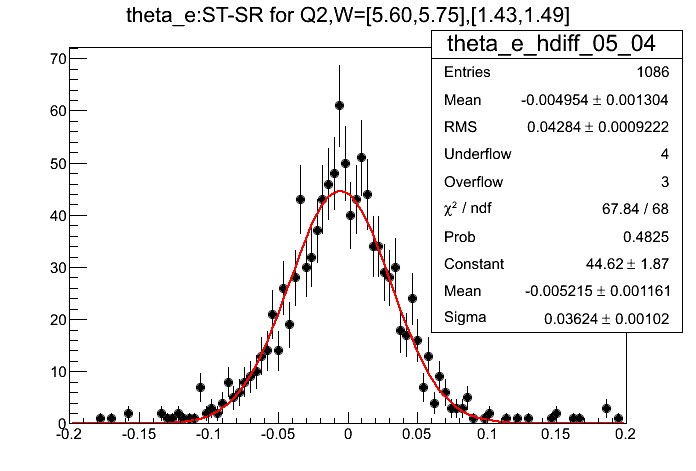 theta_e:ST-SR for Q2,W=[5.60,5.75],[1.43,1.49]
theta_e_hdiff_05_04
Entries 1086
Mean -0.004954 ± 0.001304
RMS 0.04284 ± 0.0009222
Underflow 4
Overflow 3
χ² / ndf 67.84 / 68
Prob 0.4825
Constant 44.62 ± 1.87
Mean -0.005215 ± 0.001161
Sigma 0.03624 ± 0.00102
70
60
50
40
30
20
10
0
-0.2 -0.15 -0.1 -0.05 0 0.05 0.1 0.15 0.2